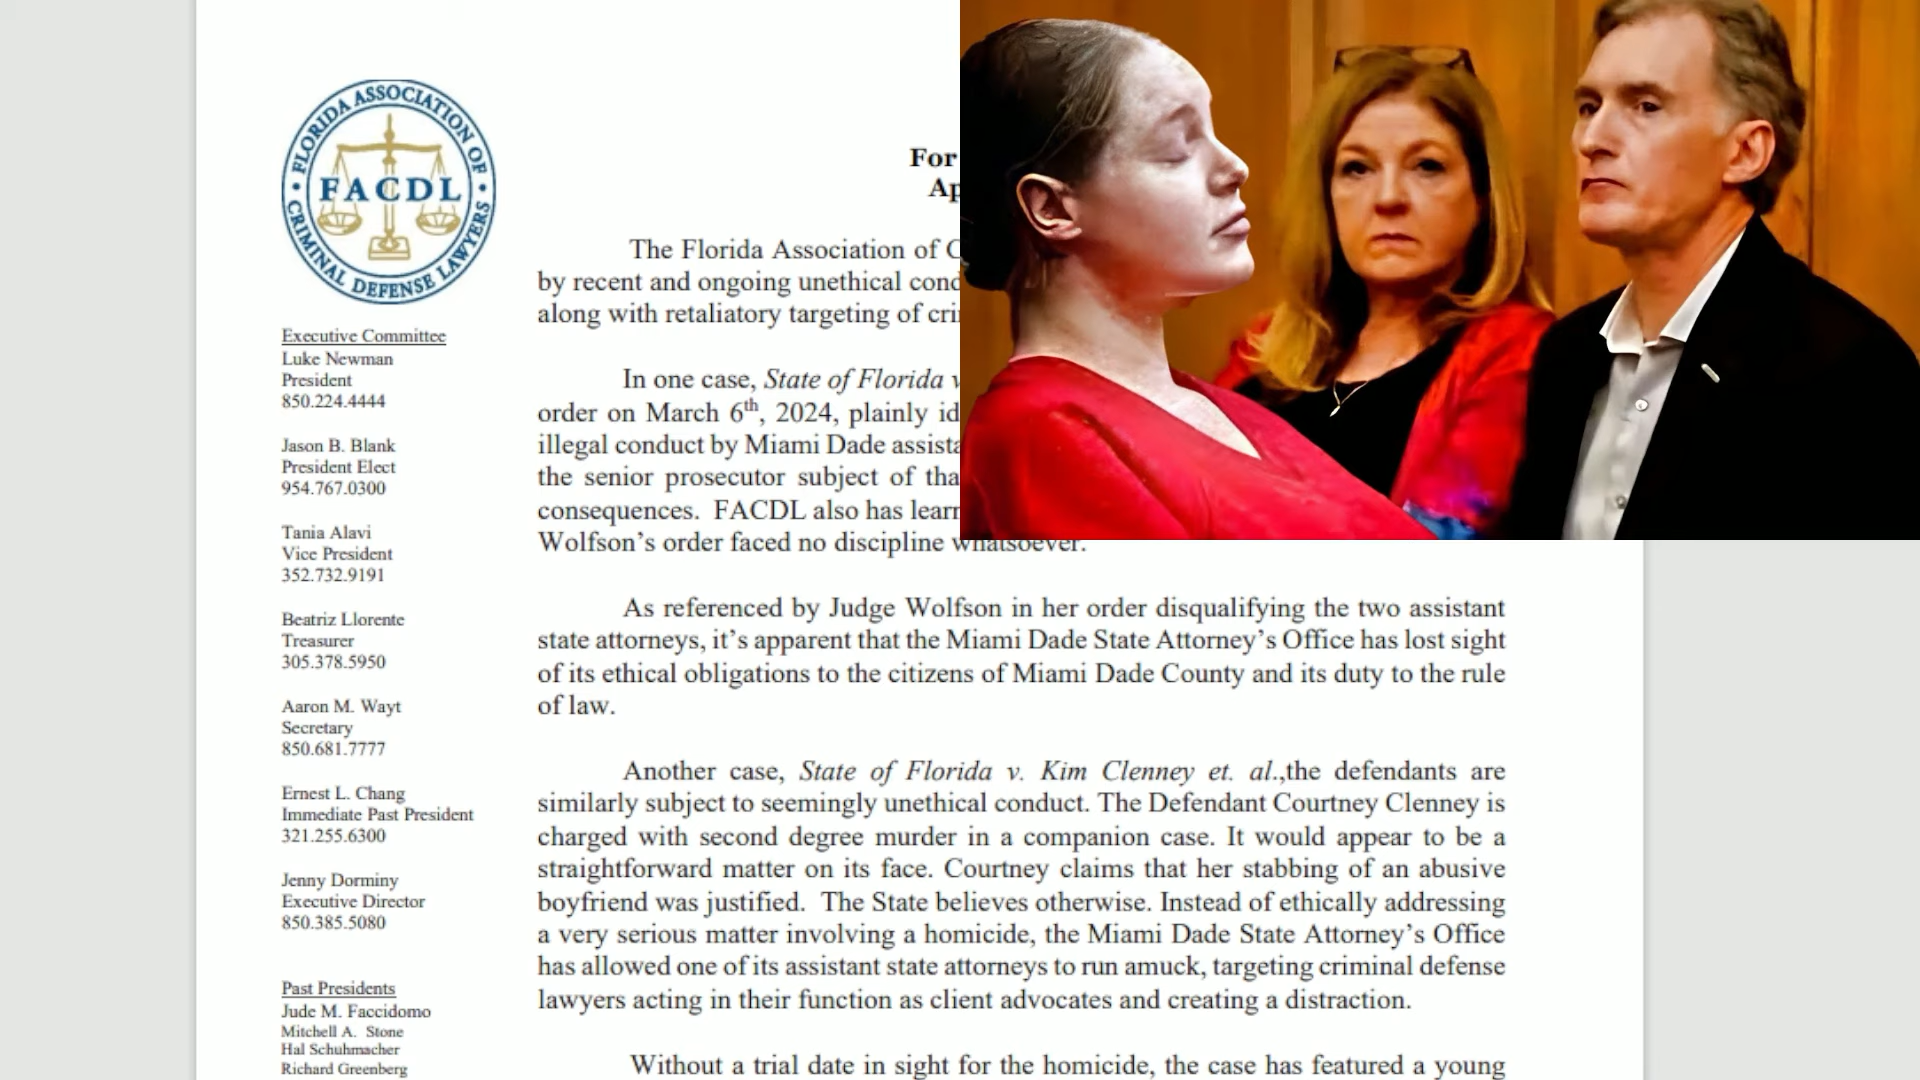 FLORIDA ASSOCIATION OF
FACDL
CRIMINAL DEFENSE LAWYERS
Executive Committee
Luke Newman
President
850.224.4444
Jason B. Blank
President Elect
954.767.0300
Tania Alavi
Vice President
352.732.9191
Beatriz Llorente
Treasurer
305.378.5950
Aaron M. Wayt
Secretary
850.681.7777
Ernest L. Chang
Immediate Past President
321.255.6300
Jenny Dorminy
Executive Director
850.385.5080
Past Presidents
Jude M. Faccidomo
Mitchell A. Stone
Hal Schuhmacher
Richard Greenberg
For
Ap
The Florida Association of C
by recent and ongoing unethical cond
along with retaliatory targeting of cri
In one case, State of Florida v
order on March 6th, 2024, plainly id
illegal conduct by Miami Dade assista
the senior prosecutor subject of tha
consequences. FACDL also has learn
Wolfson's order faced no discipline whatsoever.
As referenced by Judge Wolfson in her order disqualifying the two assistant
state attorneys, it's apparent that the Miami Dade State Attorney's Office has lost sight
of its ethical obligations to the citizens of Miami Dade County and its duty to the rule
of law.
Another case, State of Florida v. Kim Clenney et. al.,the defendants are
similarly subject to seemingly unethical conduct. The Defendant Courtney Clenney is
charged with second degree murder in a companion case. It would appear to be a
straightforward matter on its face. Courtney claims that her stabbing of an abusive
boyfriend was justified. The State believes otherwise. Instead of ethically addressing
a very serious matter involving a homicide, the Miami Dade State Attorney's Office
has allowed one of its assistant state attorneys to run amuck, targeting criminal defense
lawyers acting in their function as client advocates and creating a distraction.
Without a trial date in sight for the homicide, the case has featured a young